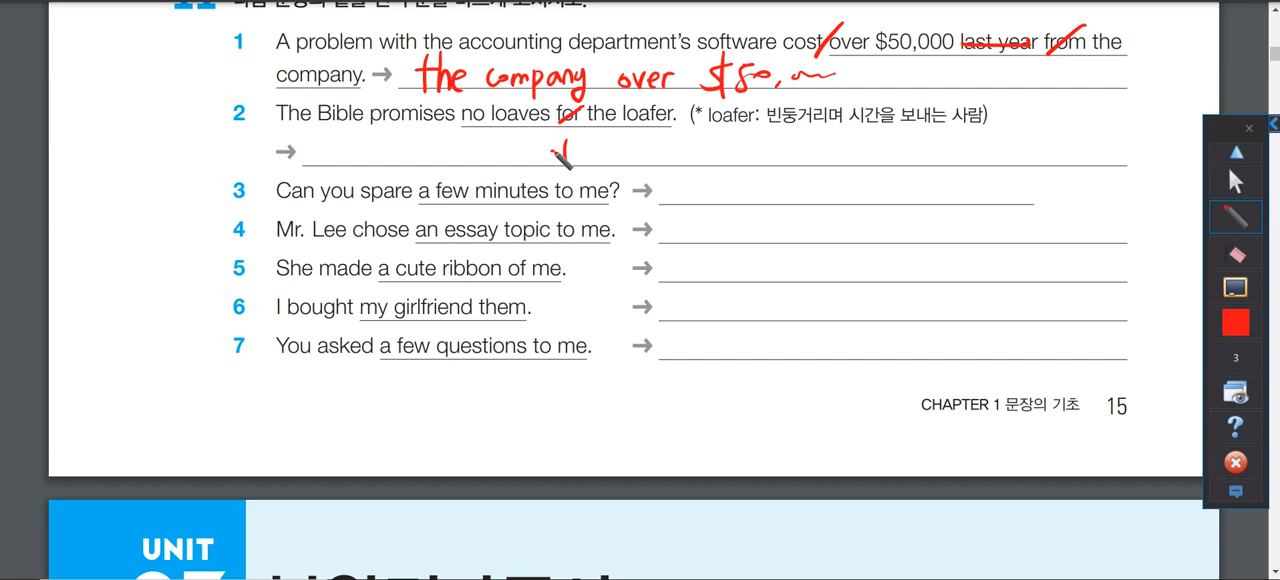 1 A problem with the accounting department's software cost over $50,000 last year from the
company. → the company over $50,
2 The Bible promises no loaves for the loafer. (* loafer: 빈둥거리며 시간을 보내는 사람)
→
3 Can you spare a few minutes to me? →
4 Mr. Lee chose an essay topic to me. →
5 She made a cute ribbon of me. →
6 I bought my girlfriend them. →
7 You asked a few questions to me. →
CHAPTER 1 문장의 기초 15
UNIT
3